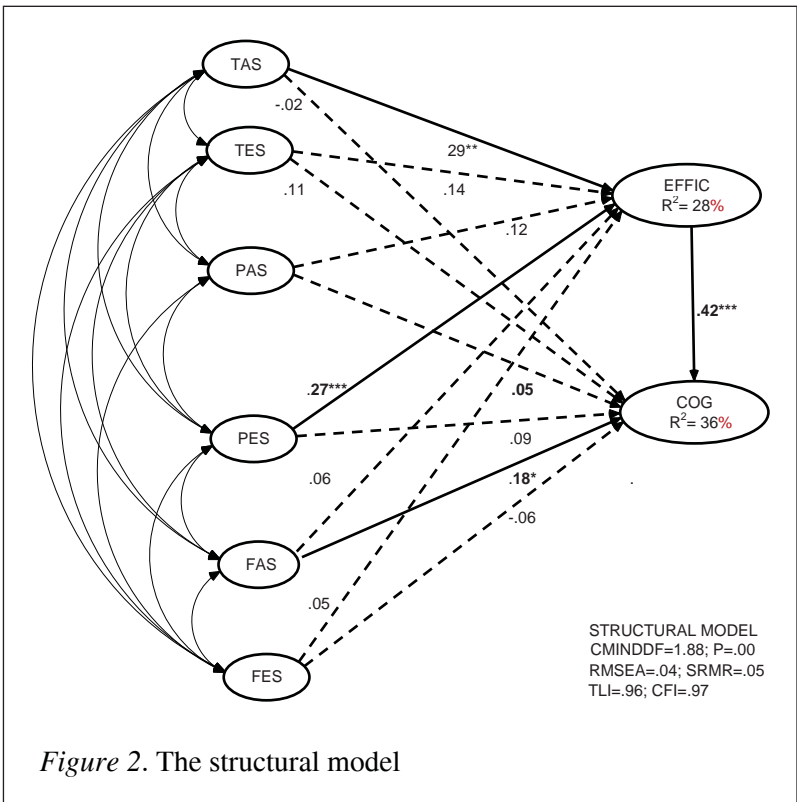 TAS
-.02
TES
29**
EFFIC
R²= 28%
.11
.14
.12
PAS
.42***
.27***
.05
COG
R²= 36%
PES
.09
.06
.18*
.
-.06
FAS
.05
STRUCTURAL MODEL
CMINDDF=1.88; P=.00
RMSEA=.04; SRMR=.05
TLI=.96; CFI=.97
FES
Figure 2. The structural model